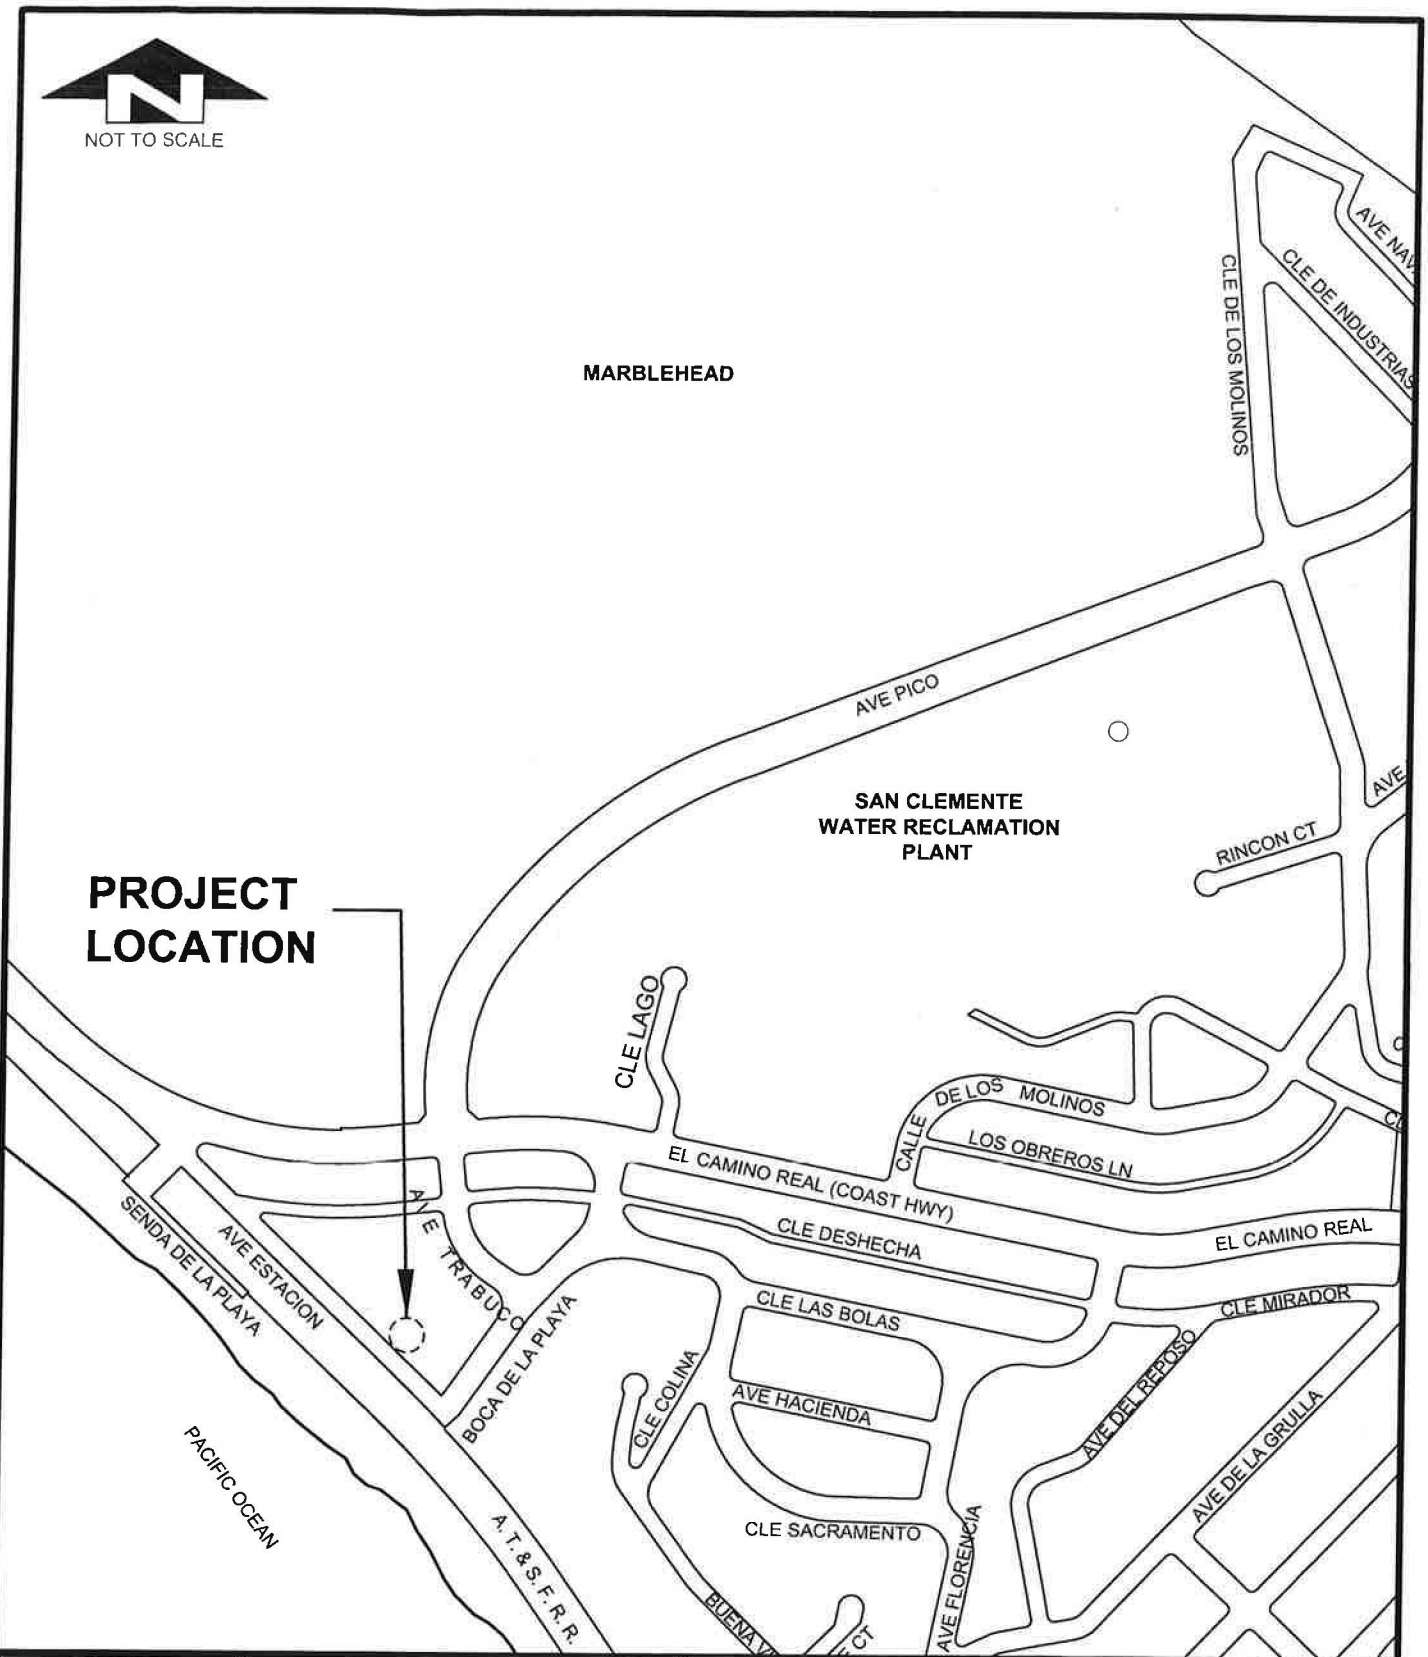 N
NOT TO SCALE
AVE NAV
CLE DE INDUSTRIAS
CLE DE LOS MOLINOS
MARBLEHEAD
AVE PICO
SAN CLEMENTE
WATER RECLAMATION
PLANT
AVE
RINCON CT
PROJECT
LOCATION
CLE LAGO
CALLE DE LOS MOLINOS
LOS OBREROS LN
EL CAMINO REAL (COAST HWY)
EL CAMINO REAL
CLE DESHECHA
AVE TRABUCO
SENDA DE LA PLAYA
AVE ESTACION
BOCA DE LA PLAYA
CLE LAS BOLAS
CLE MIRADOR
CLE COLINA
AVE HACIENDA
AVE DEL REPOSO
AVE DE LA GRULLA
PACIFIC OCEAN
A. T. & S. F. R. R.
CLE SACRAMENTO
AVE FLORENCIA
BUENA VI
CT